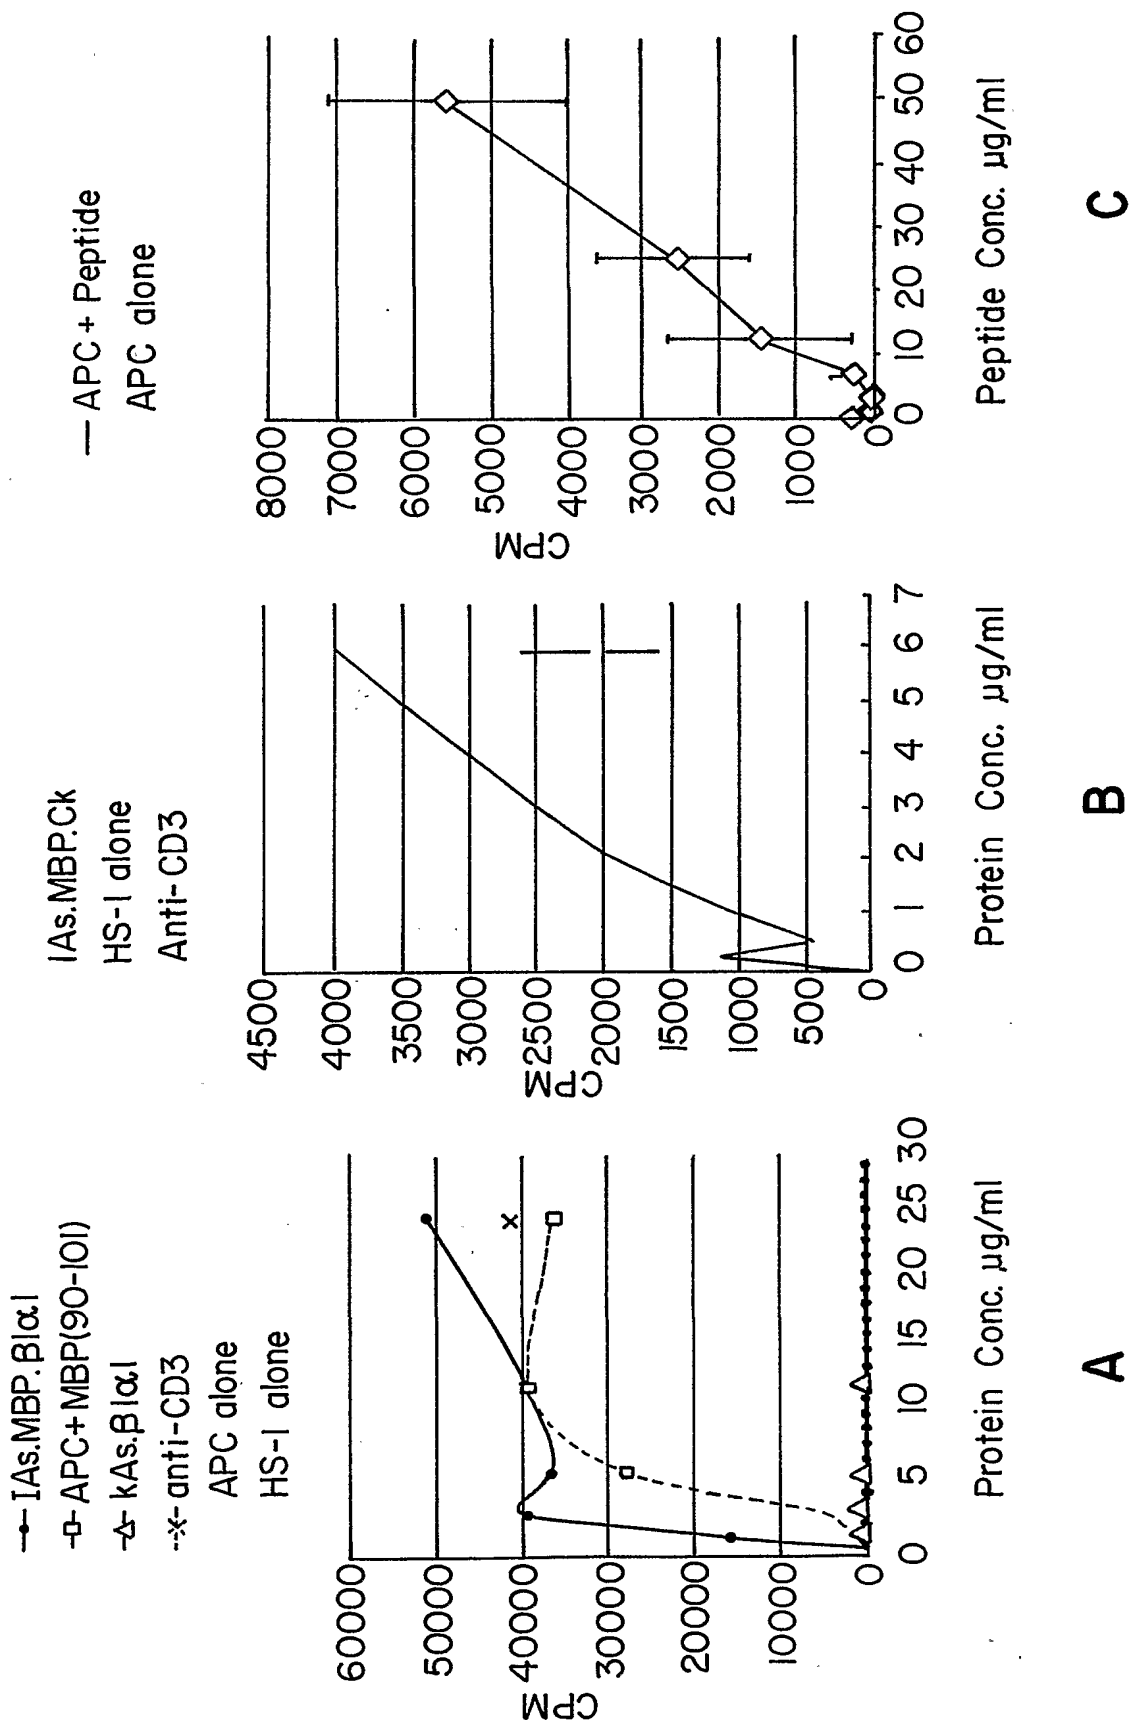 IAs.MBP.β1α1
APC+MBP(90-101)
kAs.β1α1
anti-CD3
APC alone
HS-1 alone
60000
50000
40000
30000
20000
10000
0
CPM
0 5 10 15 20 25 30
Protein Conc. µg/ml
A
IAs.MBP.Ck
HS-1 alone
Anti-CD3
4500
4000
3500
3000
2500
2000
1500
1000
500
0
CPM
0 1 2 3 4 5 6 7
Protein Conc. µg/ml
B
APC + Peptide
APC alone
8000
7000
6000
5000
4000
3000
2000
1000
0
CPM
0 10 20 30 40 50 60
Peptide Conc. µg/ml
C